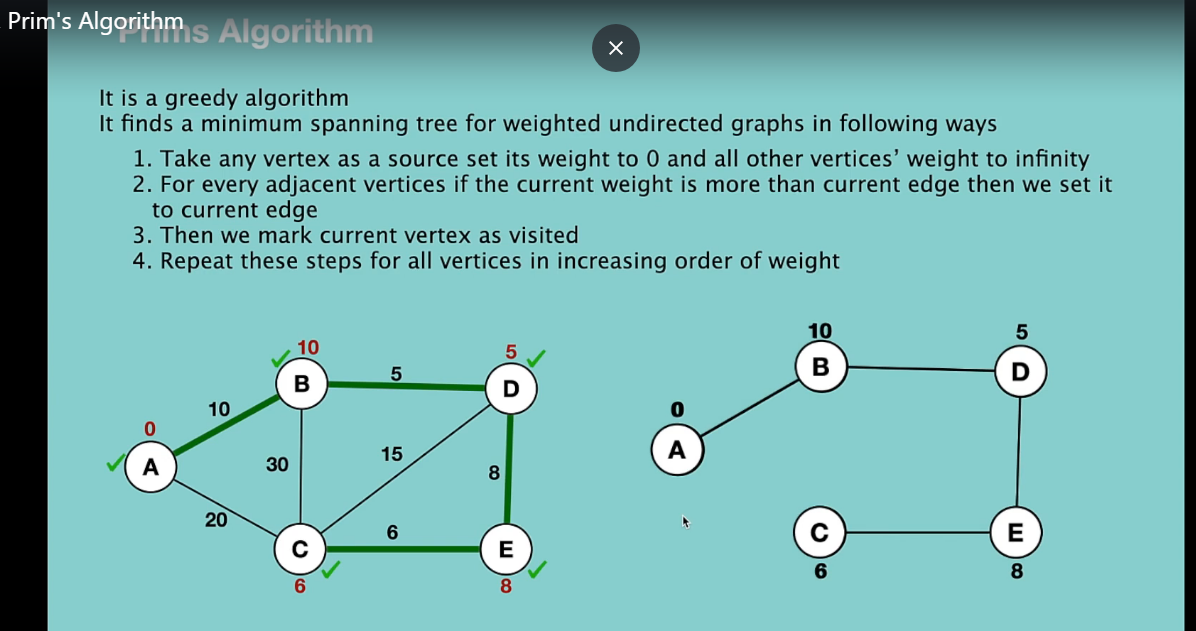 Prim's Algorithm
Prims Algorithm
It is a greedy algorithm
It finds a minimum spanning tree for weighted undirected graphs in following ways
1. Take any vertex as a source set its weight to 0 and all other vertices’ weight to infinity
2. For every adjacent vertices if the current weight is more than current edge then we set it
to current edge
3. Then we mark current vertex as visited
4. Repeat these steps for all vertices in increasing order of weight
10
5
B
5
D
10
0
A
30
15
8
20
6
C
E
6
8
10
5
B
D
0
A
C
E
6
8